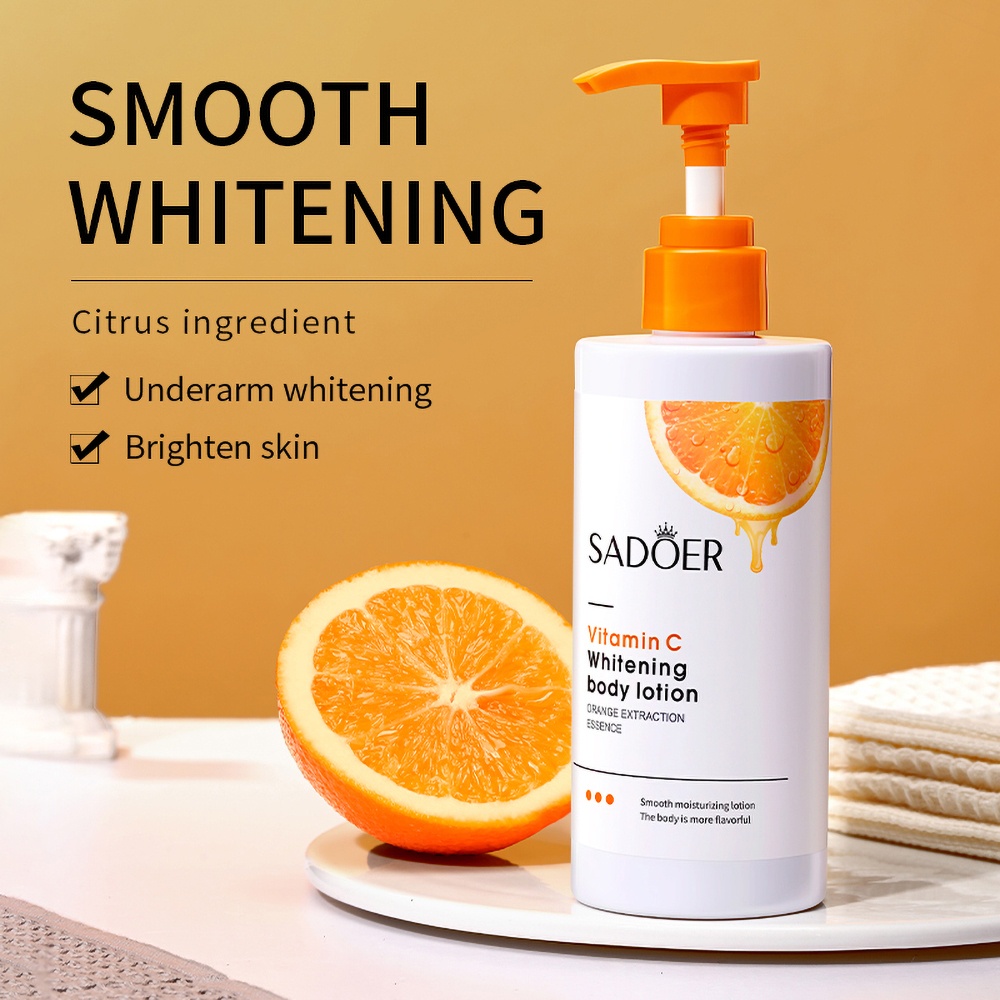 SMOOTH
WHITENING
Citrus ingredient
Underarm whitening
Brighten skin
SADOER
Vitamin C
Whitening
body lotion
ORANGE EXTRACTION
ESSENCE
Smooth moisturizing lotion
The body is more flavorful